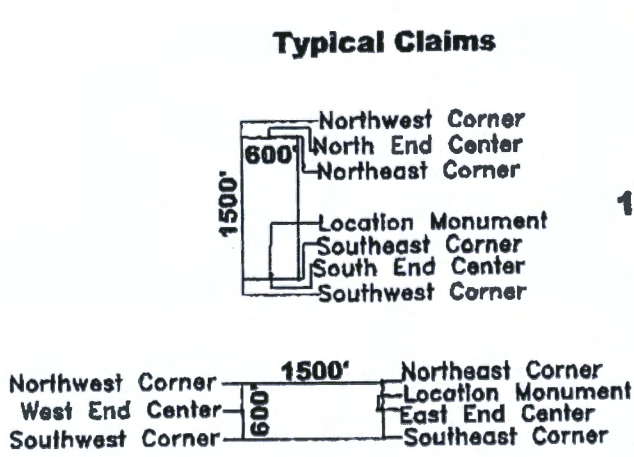 Typical Claims
Northwest Corner
North End Center
600'
Northeast Corner
1500'
1
Location Monument
Southeast Corner
South End Center
Southwest Corner
1500'
Northwest Corner
Northeast Corner
600'
Location Monument
West End Center
East End Center
Southwest Corner
Southeast Corner